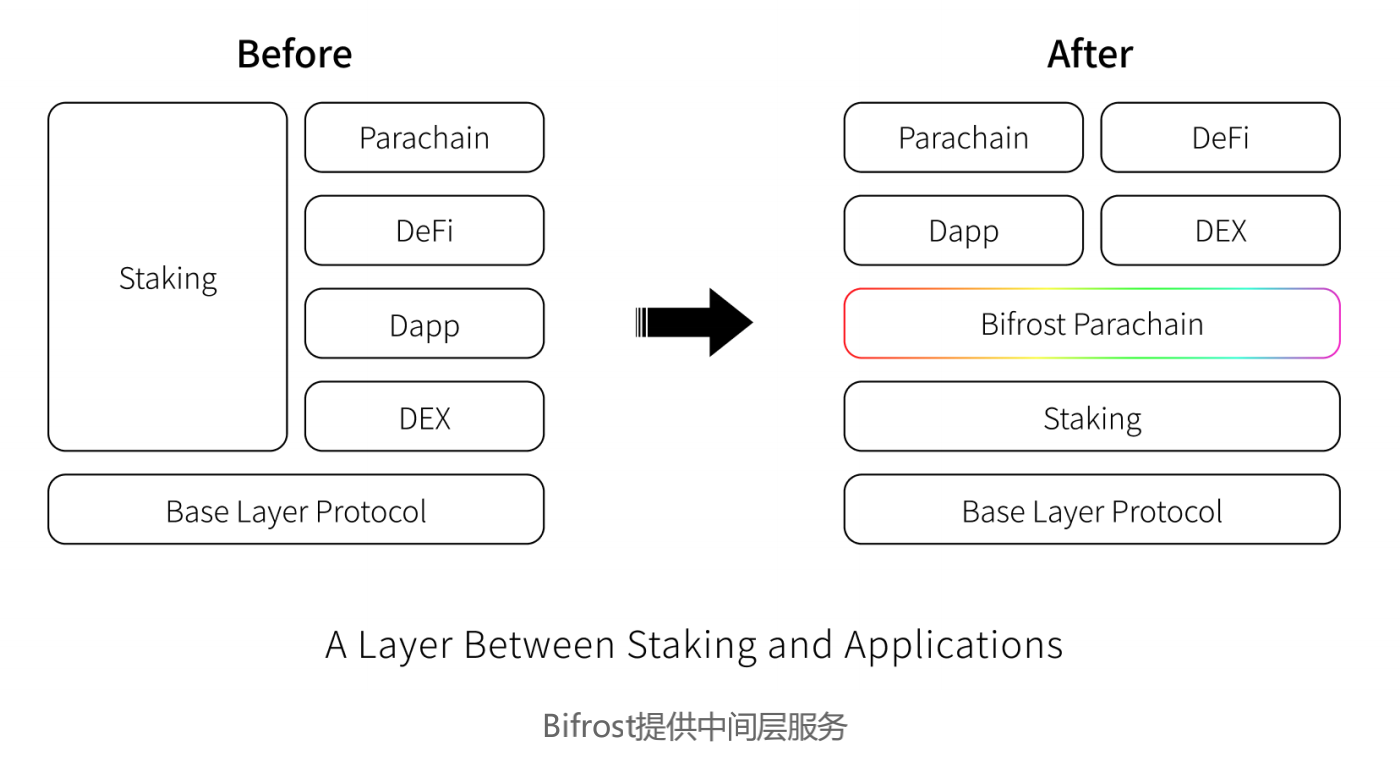 Before
Staking
Parachain
DeFi
Dapp
DEX
Base Layer Protocol
After
Parachain
DeFi
Dapp
DEX
Bifrost Parachain
Staking
Base Layer Protocol
A Layer Between Staking and Applications
Bifrost提供中间层服务